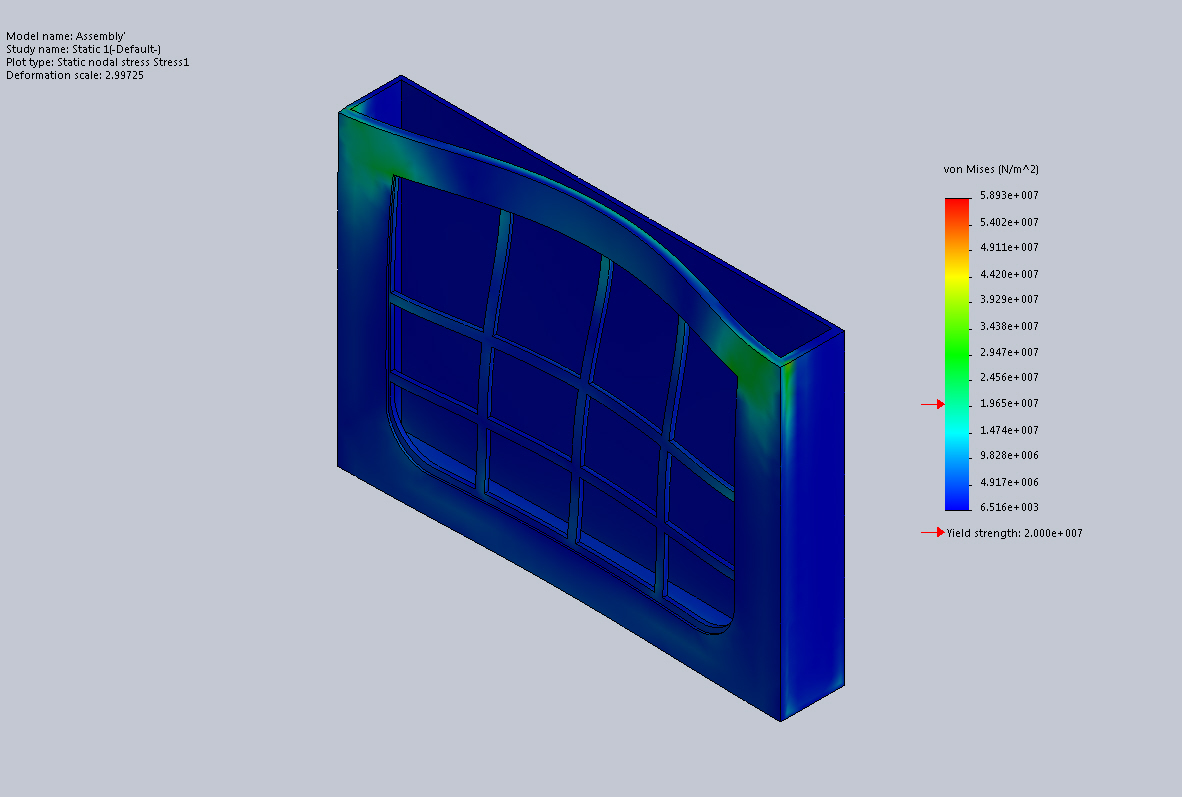 Model name: Assembly'
Study name: Static 1(-Default-)
Plot type: Static nodal stress Stress1
Deformation scale: 2.99725
von Mises (N/m^2)
5.893e+007
5.402e+007
4.911e+007
4.420e+007
3.929e+007
3.438e+007
2.947e+007
2.456e+007
1.965e+007
1.474e+007
9.828e+006
4.917e+006
6.516e+003
Yield strength: 2.000e+007